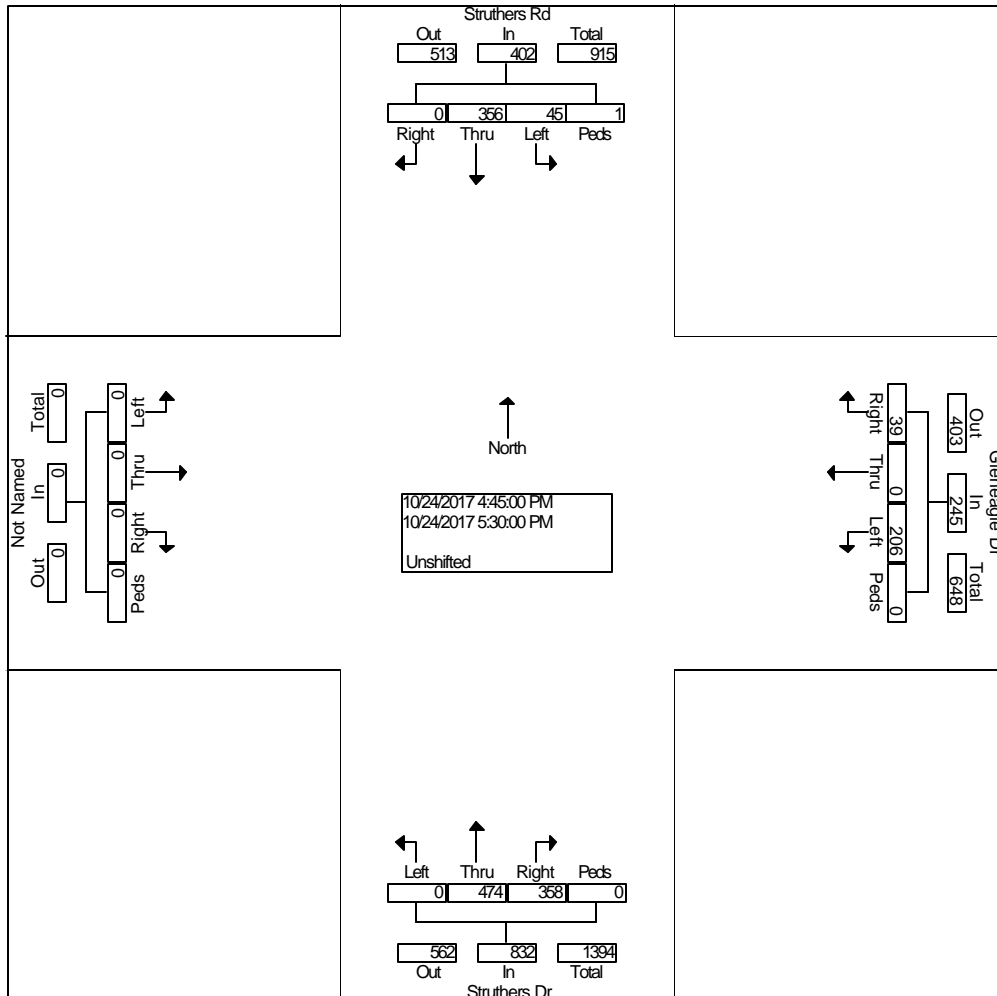 Struthers Rd
Out In Total
513 402 915
0 356 45 1
Right Thru Left Peds
Not Named
Total In Out
0 0 0
0 0 0 0
Left Thru Right Peds
North
10/24/2017 4:45:00 PM
10/24/2017 5:30:00 PM
Unshifted
Right Thru Left Peds
39 0 206 0
403 245 648
Out In Total
Gleneagle Dr
Left Thru Right Peds
0 474 358 0
562 832 1394
Out In Total
Struthers Dr